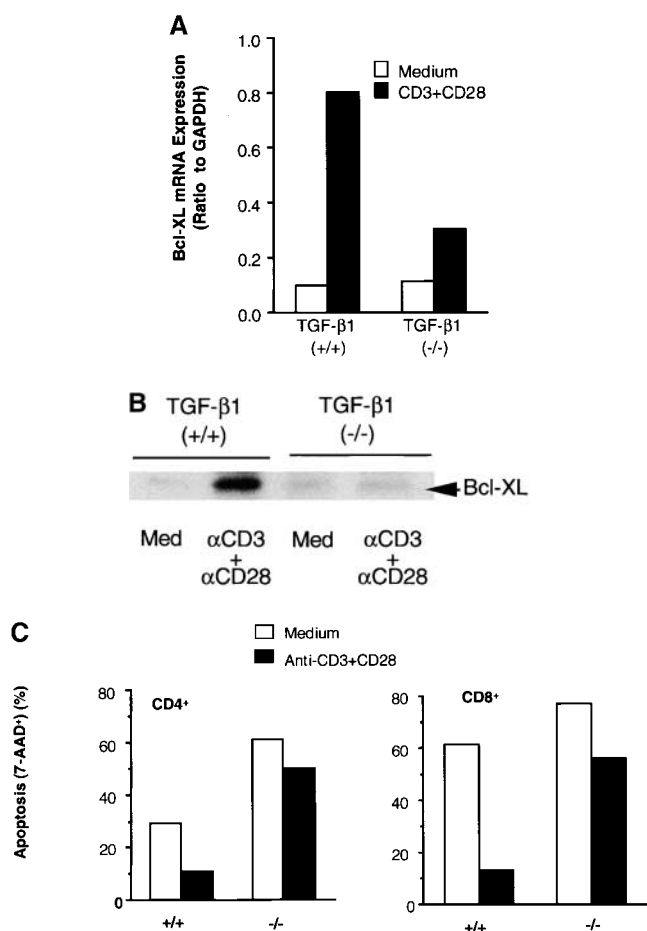 A
Bcl-XL mRNA Expression
(Ratio to GAPDH)
1.0
0.8
0.6
0.4
0.2
0.0
Medium
CD3+CD28
TGF-β1
(+/+)
TGF-β1
(-/-)
B
TGF-β1
(+/+)
TGF-β1
(-/-)
Bcl-XL
Med
αCD3
+
αCD28
Med
αCD3
+
αCD28
C
Medium
Anti-CD3+CD28
Apoptosis (7-AAD⁺) (%)
80
60
40
20
0
CD4⁺
+/+
-/-
80
60
40
20
0
CD8⁺
+/+
-/-